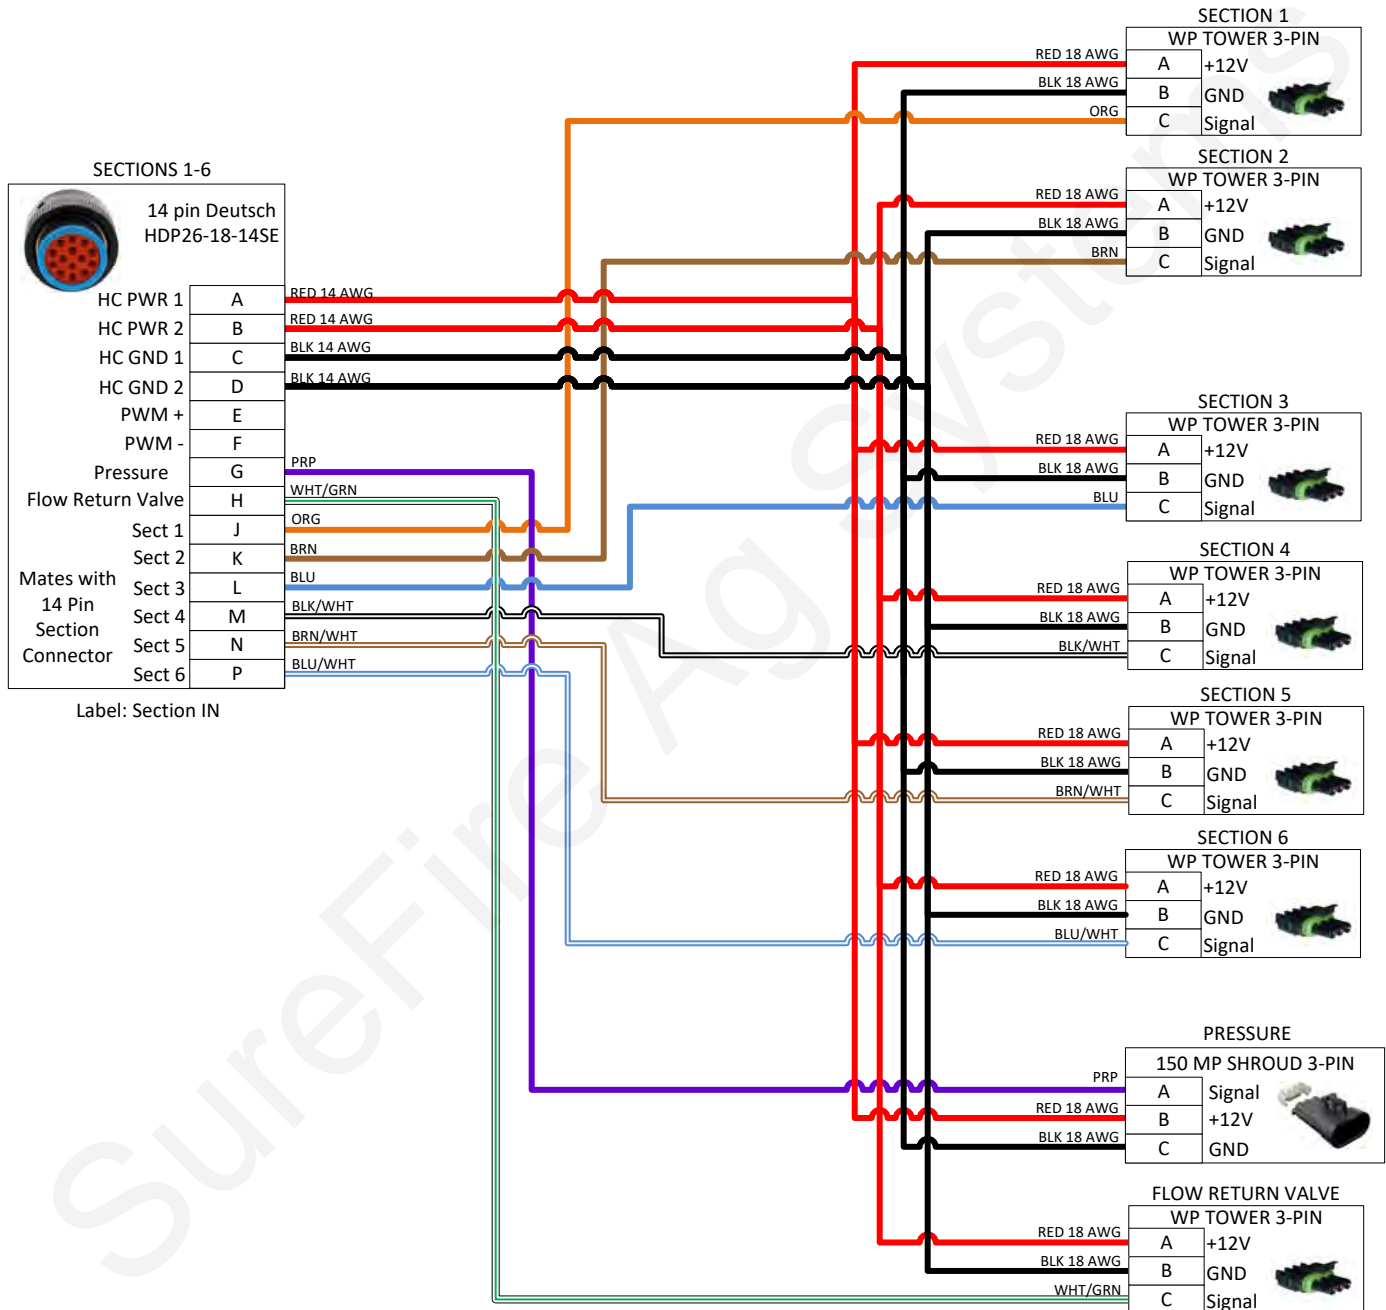 SECTIONS 1-6
14 pin Deutsch
HDP26-18-14SE
HC PWR 1 A RED 14 AWG
HC PWR 2 B RED 14 AWG
HC GND 1 C BLK 14 AWG
HC GND 2 D BLK 14 AWG
PWM + E
PWM - F
Pressure G PRP
Flow Return Valve H WHT/GRN
Sect 1 J ORG
Sect 2 K BRN
Sect 3 L BLU
Sect 4 M BLK/WHT
Sect 5 N BRN/WHT
Sect 6 P BLU/WHT
Mates with
14 Pin
Section
Connector
Label: Section IN
SECTION 1
WP TOWER 3-PIN
RED 18 AWG A +12V
BLK 18 AWG B GND
ORG C Signal
SECTION 2
WP TOWER 3-PIN
RED 18 AWG A +12V
BLK 18 AWG B GND
BRN C Signal
SECTION 3
WP TOWER 3-PIN
RED 18 AWG A +12V
BLK 18 AWG B GND
BLU C Signal
SECTION 4
WP TOWER 3-PIN
RED 18 AWG A +12V
BLK 18 AWG B GND
BLK/WHT C Signal
SECTION 5
WP TOWER 3-PIN
RED 18 AWG A +12V
BLK 18 AWG B GND
BRN/WHT C Signal
SECTION 6
WP TOWER 3-PIN
RED 18 AWG A +12V
BLK 18 AWG B GND
BLU/WHT C Signal
PRESSURE
150 MP SHROUD 3-PIN
PRP A Signal
RED 18 AWG B +12V
BLK 18 AWG C GND
FLOW RETURN VALVE
WP TOWER 3-PIN
RED 18 AWG A +12V
BLK 18 AWG B GND
WHT/GRN C Signal
SureFire Ag Systems